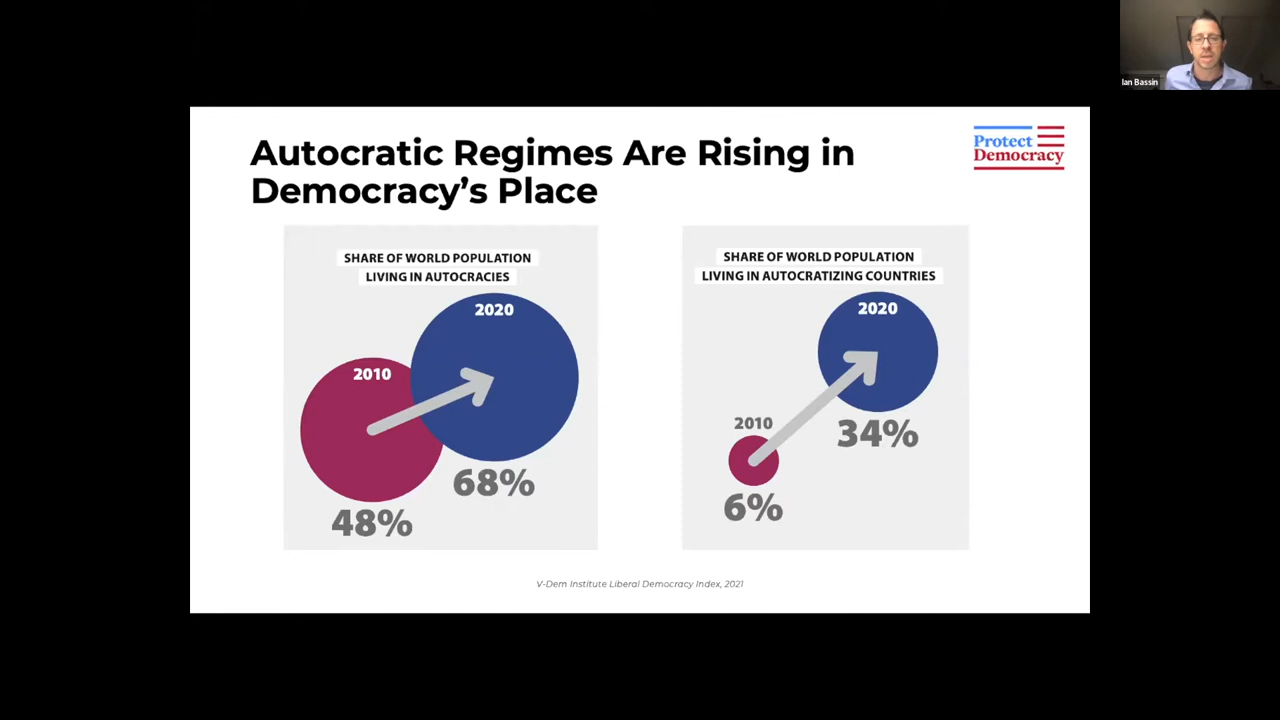 Ian Bassin
Autocratic Regimes Are Rising in
Democracy's Place
Protect
Democracy
SHARE OF WORLD POPULATION
LIVING IN AUTOCRACIES
2020
2010
68%
48%
SHARE OF WORLD POPULATION
LIVING IN AUTOCRATIZING COUNTRIES
2020
2010
34%
6%
V-Dem Institute Liberal Democracy Index, 2021